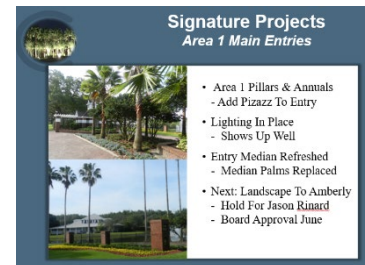 Signature Projects
Area 1 Main Entries
• Area 1 Pillars & Annuals
- Add Pizazz To Entry
• Lighting In Place
- Shows Up Well
• Entry Median Refreshed
- Median Palms Replaced
• Next: Landscape To Amberly
- Hold For Jason Rinard
- Board Approval June